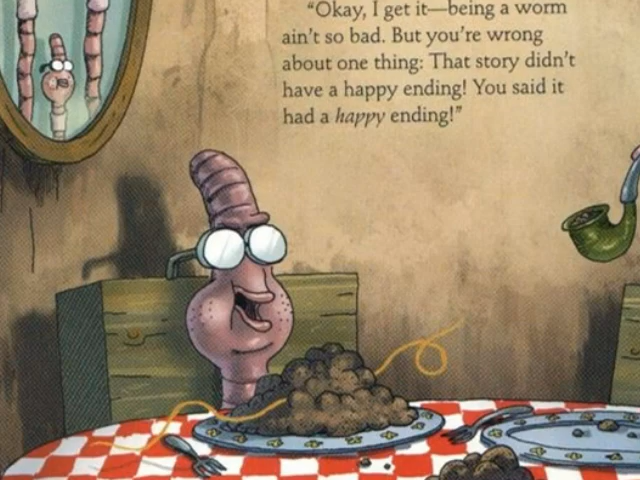 "Okay, I get it—being a worm
ain't so bad. But you're wrong
about one thing: That story didn't
have a happy ending! You said it
had a happy ending!"